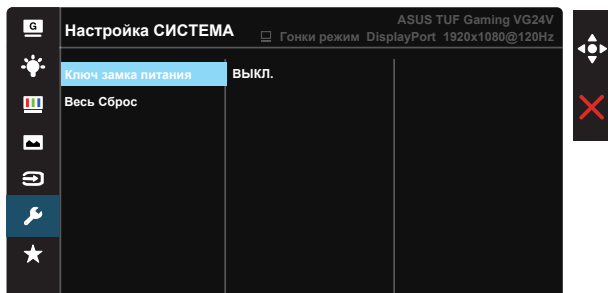 G
Настройка СИСТЕМА
ASUS TUF Gaming VG24V
Гонки режим DisplayPort 1920x1080@120Hz
Ключ замка питания ВЫКЛ.
Весь Сброс